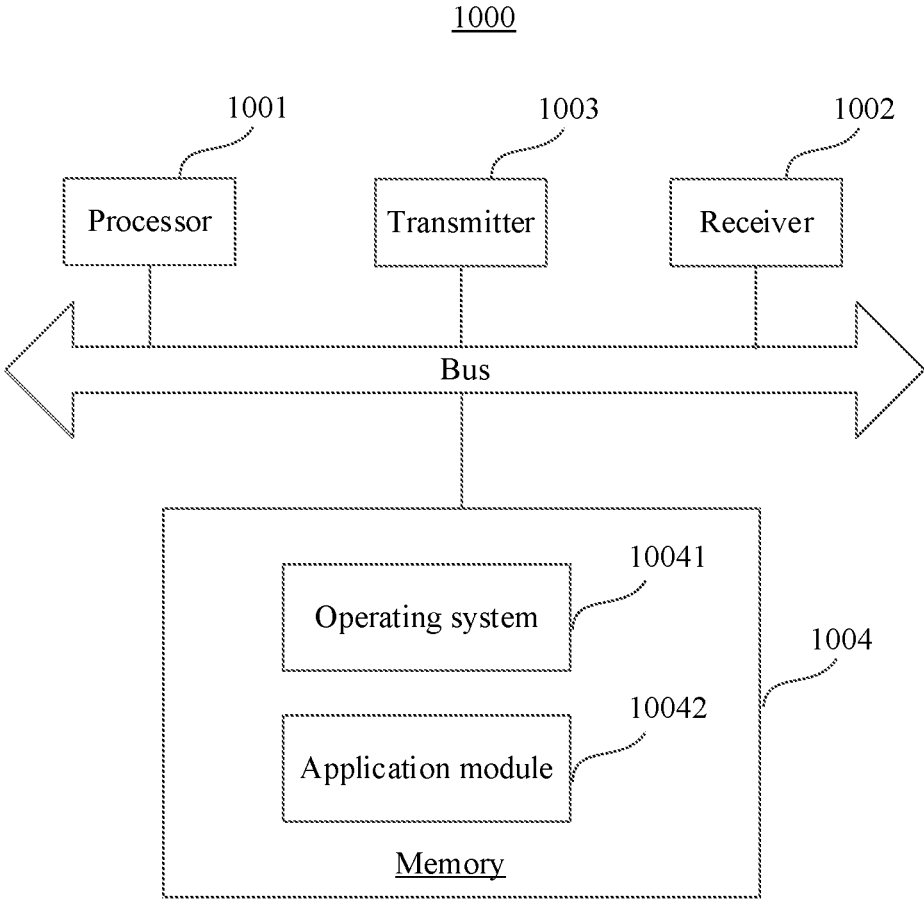 1000
1001
1003
1002
Processor
Transmitter
Receiver
Bus
10041
Operating system
1004
10042
Application module
Memory